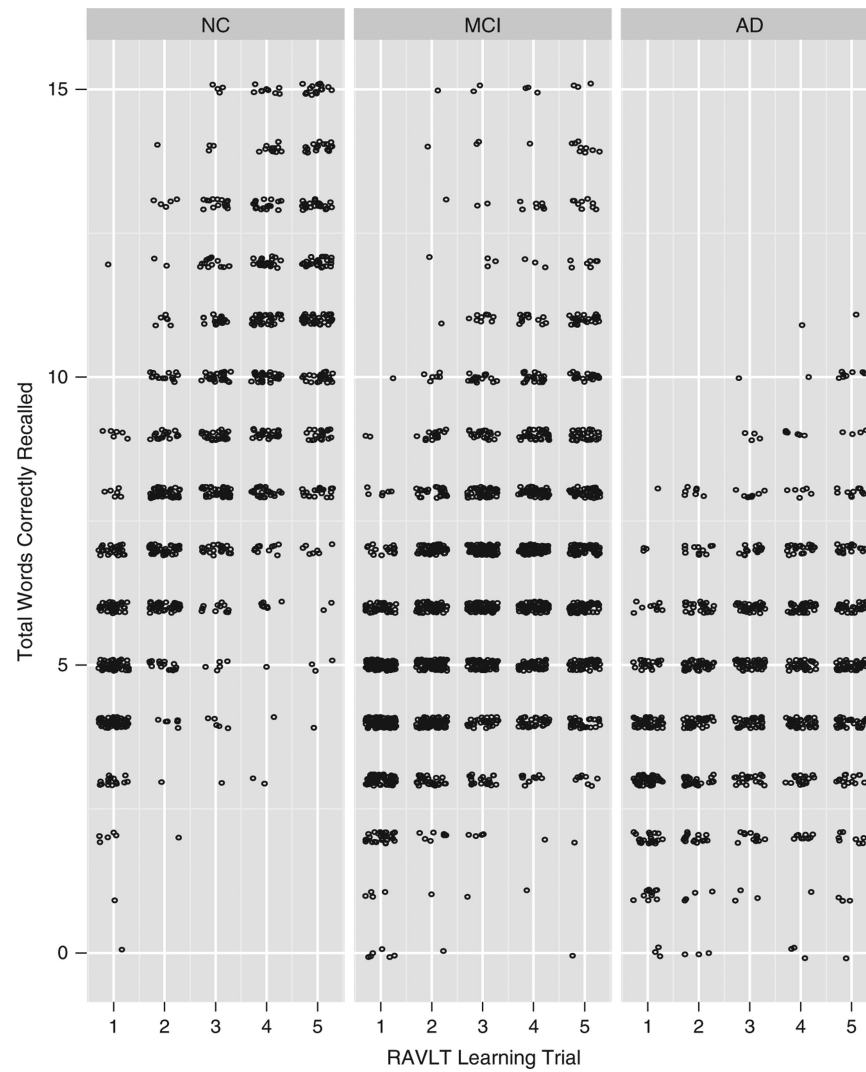 NC MCI AD
15
10
5
0
Total Words Correctly Recalled
1 2 3 4 5 1 2 3 4 5 1 2 3 4 5
RAVLT Learning Trial